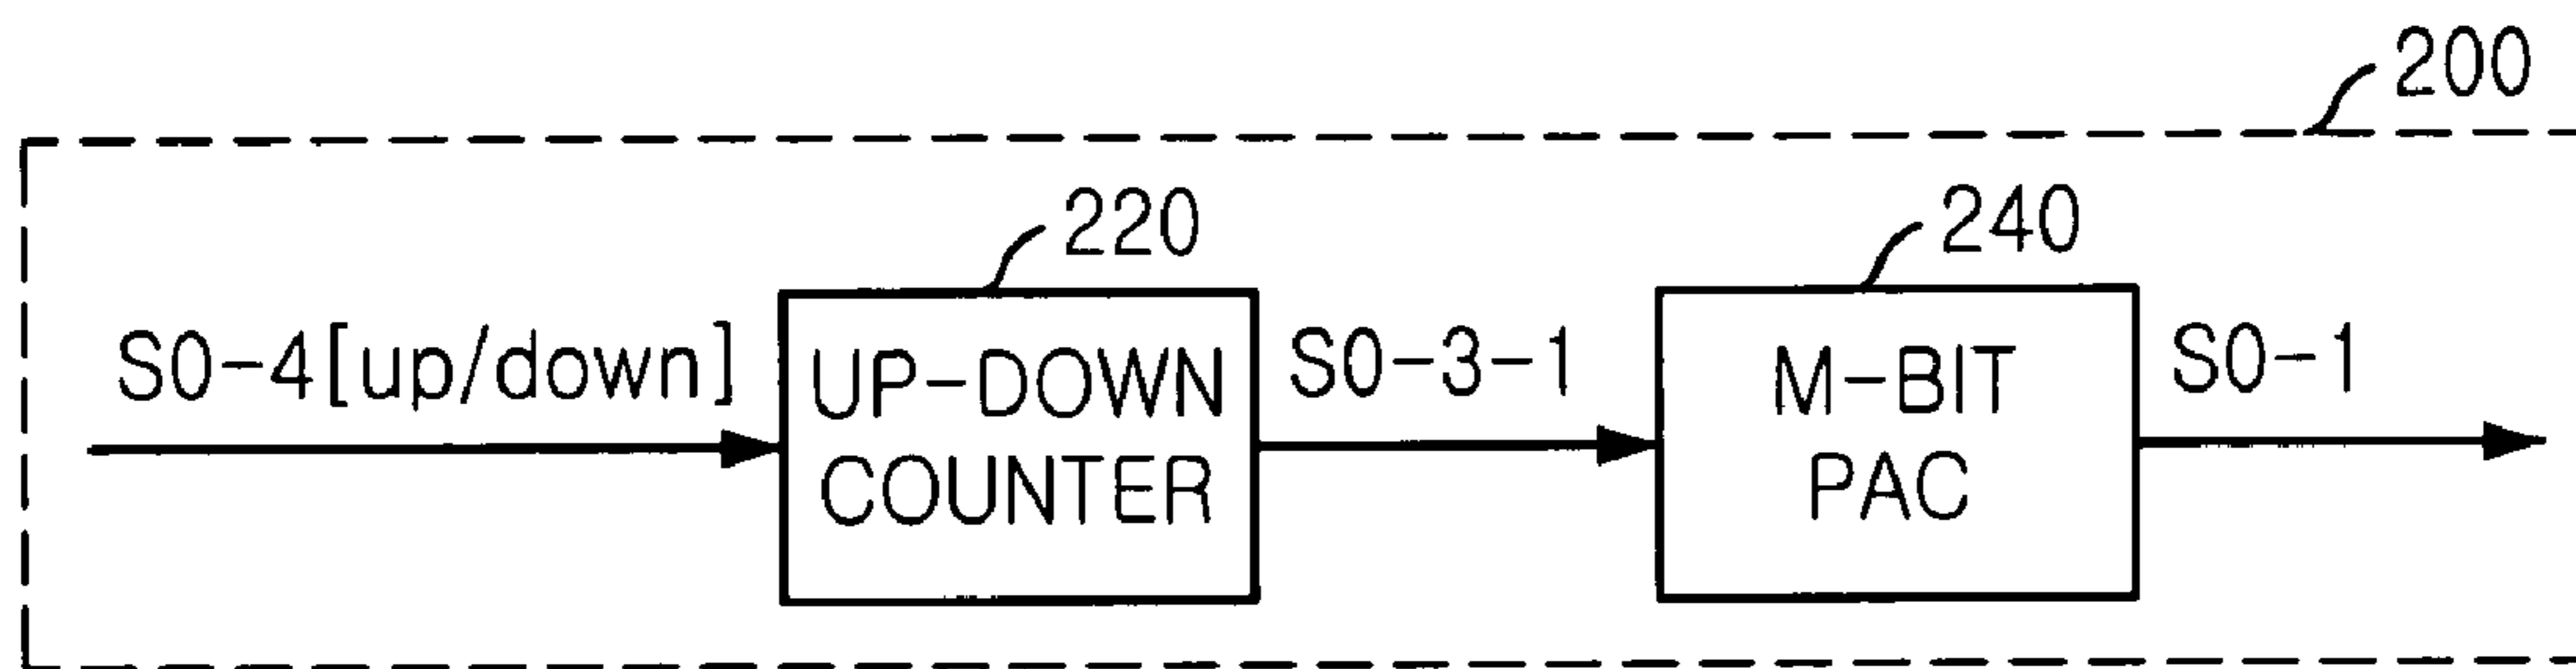 200
220
240
S0-4[up/down]
UP-DOWN
COUNTER
S0-3-1
M-BIT
PAC
S0-1